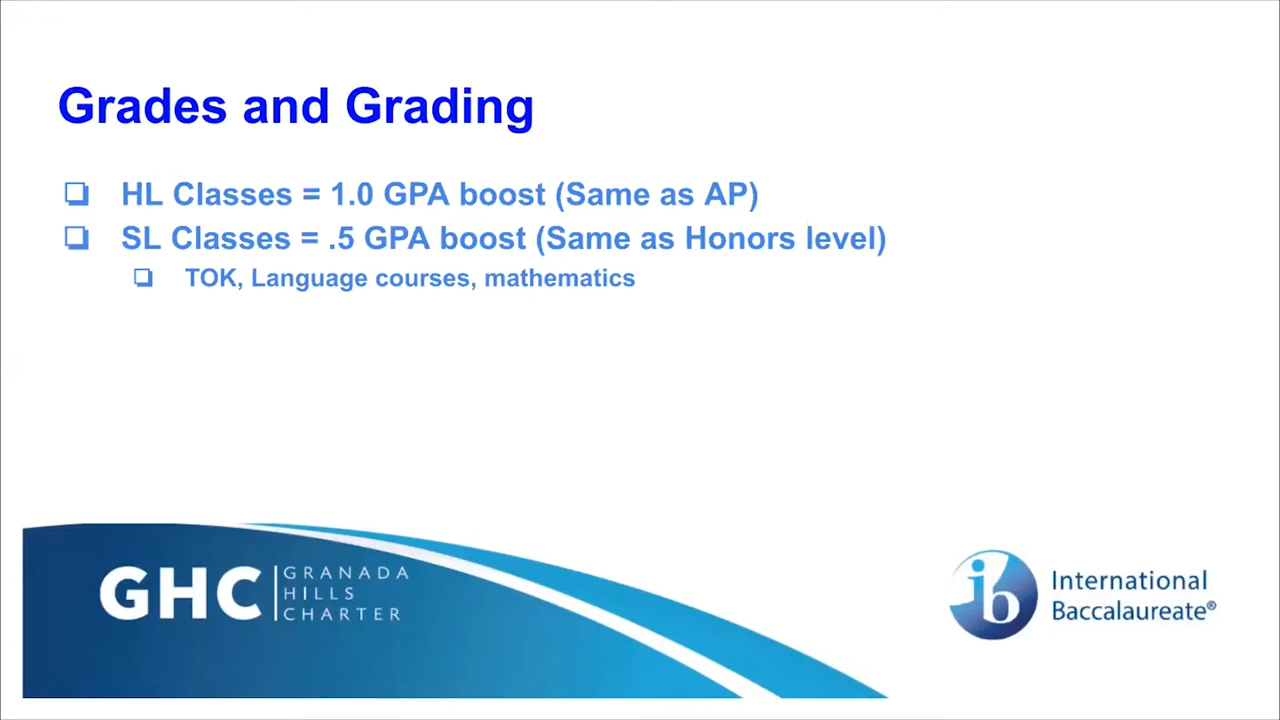 Grades and Grading
❏ HL Classes = 1.0 GPA boost (Same as AP)
❏ SL Classes = .5 GPA boost (Same as Honors level)
❏ TOK, Language courses, mathematics
GHC
GRANADA
HILLS
CHARTER
ib
International
Baccalaureate®